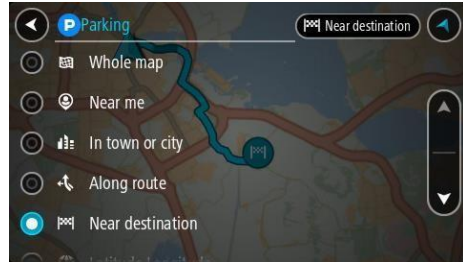 P Parking
Near destination
Whole map
Near me
In town or city
Along route
Near destination